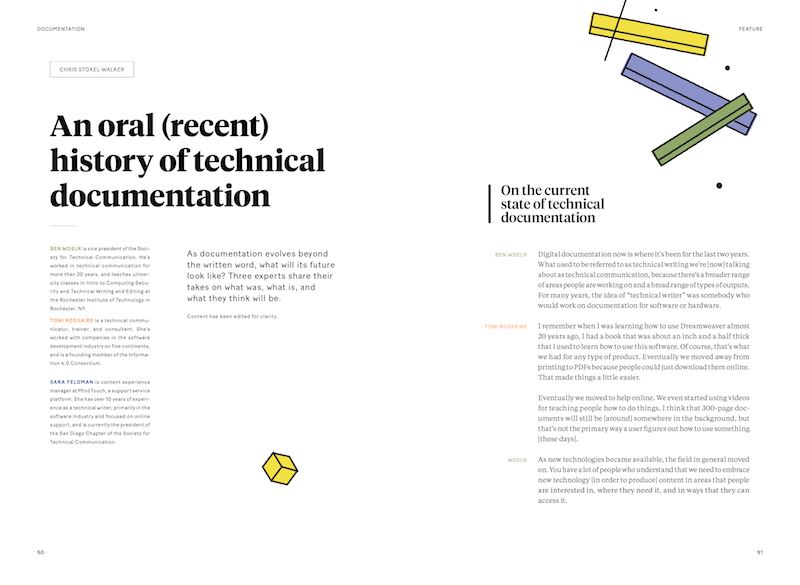 DOCUMENTATION
FEATURE
CHRIS STOKEL-WALKER
An oral (recent)
history of technical
documentation
BEN WOELK is vice president of the Soci-
ety for Technical Communication. He's
worked in technical communication for
more than 20 years, and teaches univer-
sity classes in Intro to Computing Secu-
rity and Technical Writing and Editing at
the Rochester Institute of Technology in
Rochester, NY.
TONI RESSAIRE is a technical commu-
nicator, trainer, and consultant. She's
worked with companies in the software
development industry on five continents,
and is a founding member of the Informa-
tion 4.0 Consortium.
SARA FELDMAN is content experience
manager at MindTouch, a support service
platform. She has over 10 years of experi-
ence as a technical writer, primarily in the
software industry and focused on online
support, and is currently the president of
the San Diego Chapter of the Society for
Technical Communication.
As documentation evolves beyond
the written word, what will its future
look like? Three experts share their
takes on what was, what is, and
what they think will be.
Content has been edited for clarity.
50
On the current
state of technical
documentation
BEN WOELK
Digital documentation now is where it's been for the last two years.
What used to be referred to as technical writing we're [now] talking
about as technical communication, because there's a broader range
of areas people are working on and a broad range of types of outputs.
For many years, the idea of "technical writer" was somebody who
would work on documentation for software or hardware.
TONI RESSAIRE
I remember when I was learning how to use Dreamweaver almost
20 years ago, I had a book that was about an inch and a half thick
that I used to learn how to use this software. Of course, that's what
we had for any type of product. Eventually we moved away from
printing to PDFs because people could just download them online.
That made things a little easier.
Eventually we moved to help online. We even started using videos
for teaching people how to do things. I think that 300-page doc-
uments will still be [around] somewhere in the background, but
that's not the primary way a user figures out how to use something
[these days].
WOELK
As new technologies became available, the field in general moved
on. You have a lot of people who understand that we need to embrace
new technology [in order to produce] content in areas that people
are interested in, where they need it, and in ways that they can
access it.
51